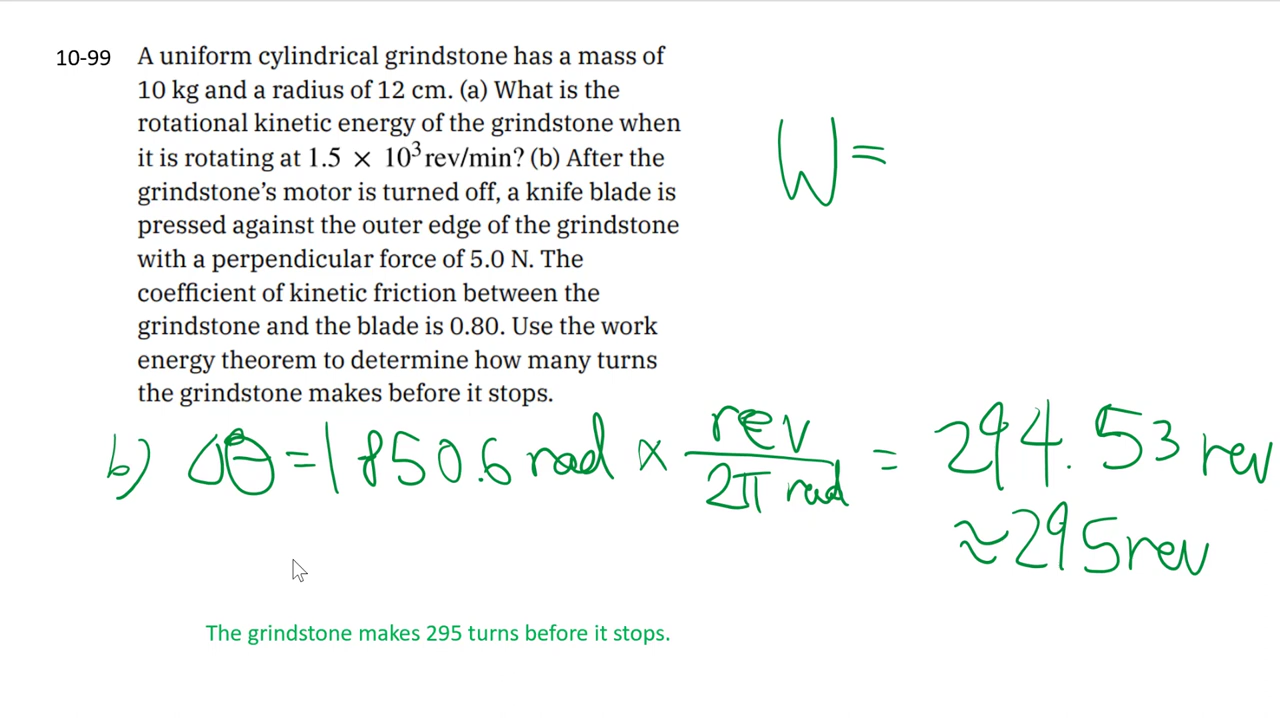 10-99 A uniform cylindrical grindstone has a mass of
10 kg and a radius of 12 cm. (a) What is the
rotational kinetic energy of the grindstone when
it is rotating at 1.5 × 10³ rev/min? (b) After the
grindstone's motor is turned off, a knife blade is
pressed against the outer edge of the grindstone
with a perpendicular force of 5.0 N. The
coefficient of kinetic friction between the
grindstone and the blade is 0.80. Use the work
energy theorem to determine how many turns
the grindstone makes before it stops.
W =
b) Δθ = 1850.6 rad × rev / 2π rad = 294.53 rev
≈ 295 rev
The grindstone makes 295 turns before it stops.